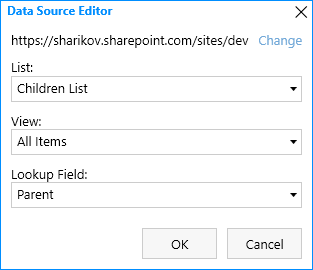 Data Source Editor
https://sharikov.sharepoint.com/sites/dev Change
List:
Children List
View:
All Items
Lookup Field:
Parent
OK Cancel